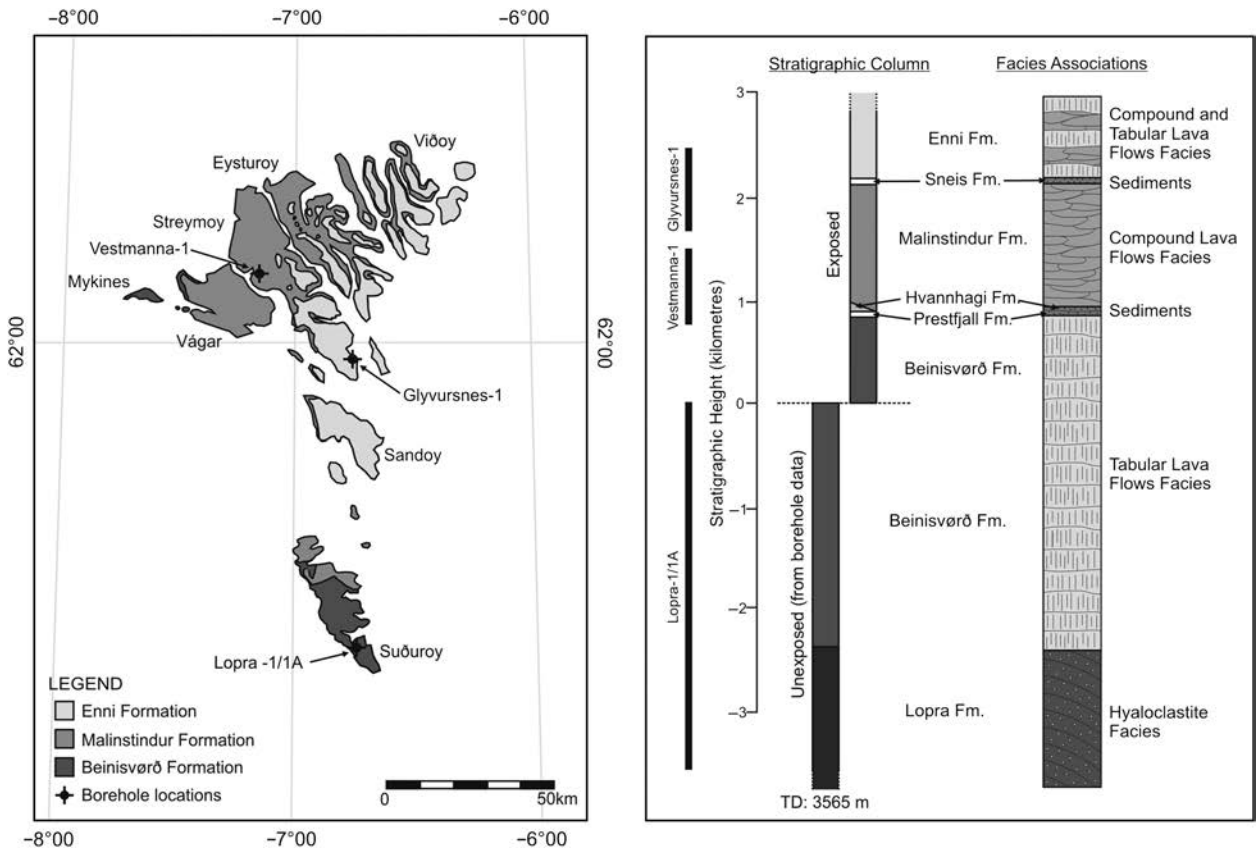 −8°00
−7°00
−6°00
62°00
62°00
Viðoy
Eysturoy
Streymoy
Vestmanna-1
Mykines
Vágar
Glyvursnes-1
Sandoy
Suðuroy
Lopra -1/1A
LEGEND
Enni Formation
Malinstindur Formation
Beinisvørð Formation
Borehole locations
0
50km
−8°00
−7°00
−6°00
Stratigraphic Column
Facies Associations
Glyvursnes-1
Vestmanna-1
Lopra-1/1A
Stratigraphic Height (kilometres)
3
2
1
0
−1
−2
−3
Exposed
Unexposed (from borehole data)
TD: 3565 m
Enni Fm.
Sneis Fm.
Malinstindur Fm.
Hvannhagi Fm.
Prestfjall Fm.
Beinisvørð Fm.
Beinisvørð Fm.
Lopra Fm.
Compound and
Tabular Lava
Flows Facies
Sediments
Compound Lava
Flows Facies
Sediments
Tabular Lava
Flows Facies
Hyaloclastite
Facies